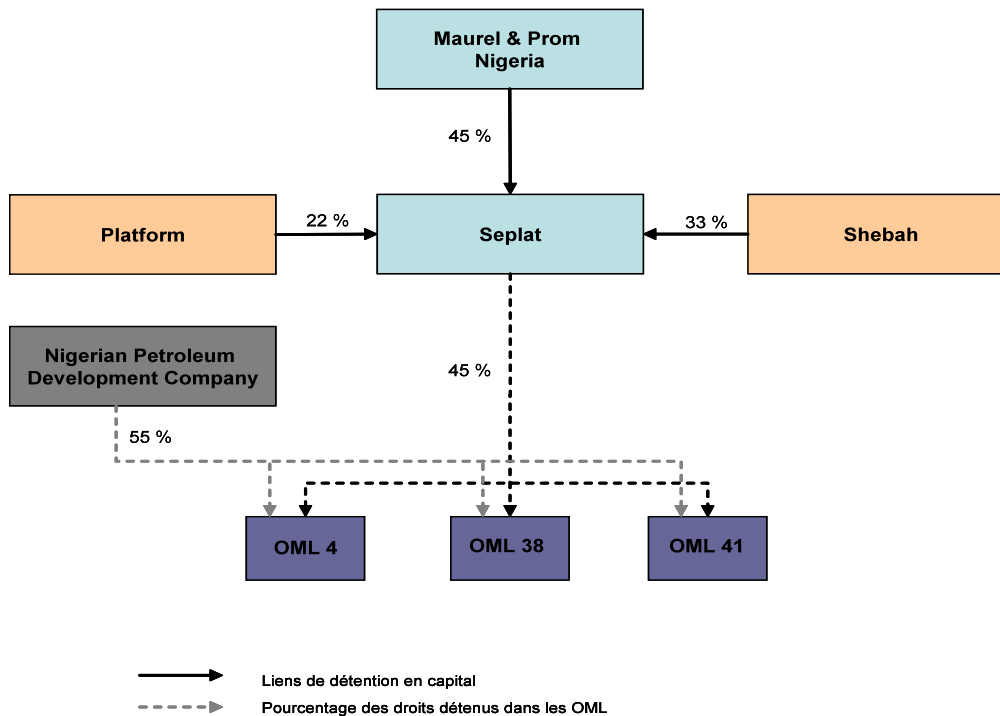 Maurel & Prom
Nigeria
45 %
Platform
22 %
Seplat
33 %
Shebah
Nigerian Petroleum
Development Company
45 %
55 %
OML 4
OML 38
OML 41
Liens de détention en capital
Pourcentage des droits détenus dans les OML